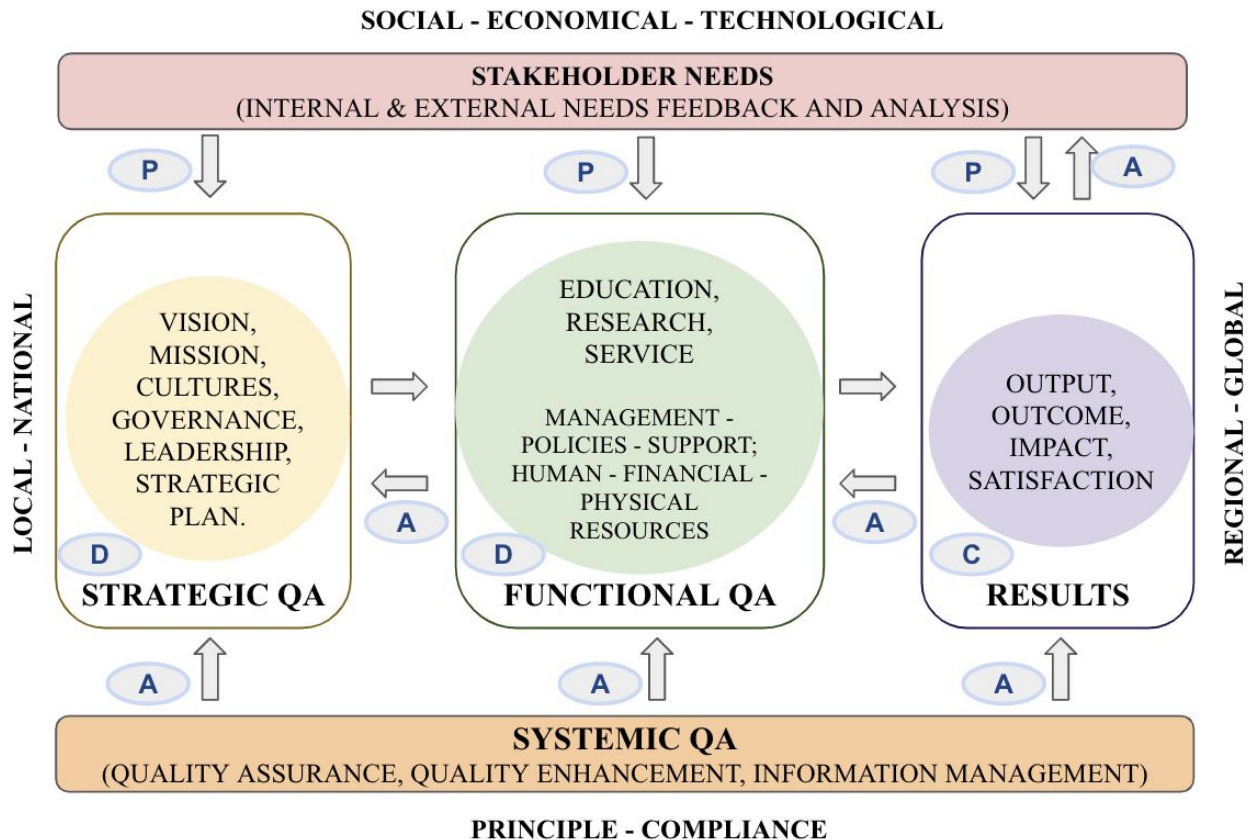 SOCIAL - ECONOMICAL - TECHNOLOGICAL
STAKEHOLDER NEEDS
(INTERNAL & EXTERNAL NEEDS FEEDBACK AND ANALYSIS)
P
P
P
A
LOCAL - NATIONAL
VISION,
MISSION,
CULTURES,
GOVERNANCE,
LEADERSHIP,
STRATEGIC
PLAN.
D
STRATEGIC QA
A
EDUCATION,
RESEARCH,
SERVICE
MANAGEMENT -
POLICIES - SUPPORT;
HUMAN - FINANCIAL -
PHYSICAL
RESOURCES
D
FUNCTIONAL QA
A
OUTPUT,
OUTCOME,
IMPACT,
SATISFACTION
C
RESULTS
REGIONAL - GLOBAL
A
A
A
SYSTEMIC QA
(QUALITY ASSURANCE, QUALITY ENHANCEMENT, INFORMATION MANAGEMENT)
PRINCIPLE - COMPLIANCE